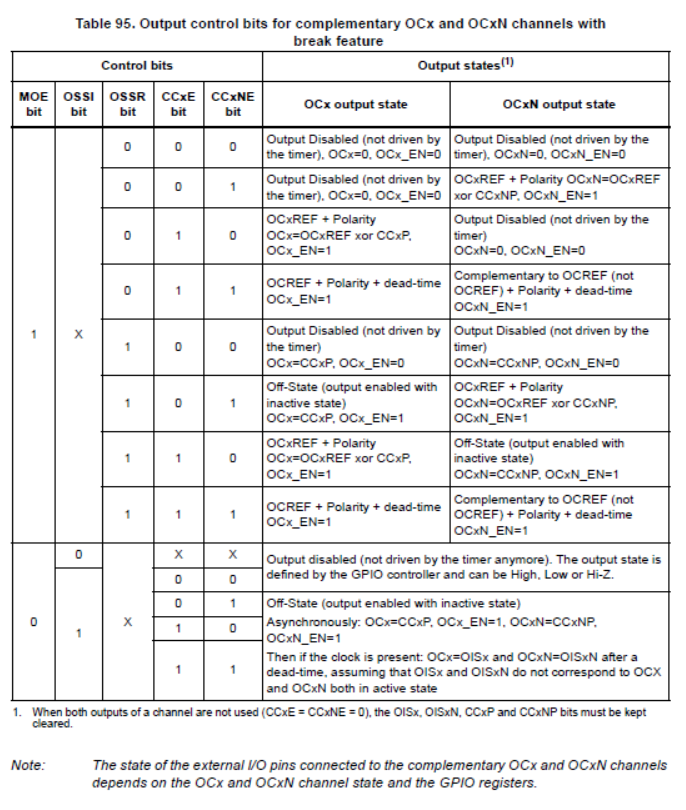 Table 95. Output control bits for complementary OCx and OCxN channels with
break feature
Control bits
Output states(1)
MOE
bit
OSSI
bit
OSSR
bit
CCxE
bit
CCxNE
bit
OCx output state
OCxN output state
1
X
0
0
0
Output Disabled (not driven by
the timer), OCx=0, OCx_EN=0
Output Disabled (not driven by the
timer), OCxN=0, OCxN_EN=0
0
0
1
Output Disabled (not driven by
the timer), OCx=0, OCx_EN=0
OCxREF + Polarity OCxN=OCxREF
xor CCxNP, OCxN_EN=1
0
1
0
OCxREF + Polarity
OCx=OCxREF xor CCxP,
OCx_EN=1
Output Disabled (not driven by the
timer)
OCxN=0, OCxN_EN=0
0
1
1
OCREF + Polarity + dead-time
OCx_EN=1
Complementary to OCREF (not
OCREF) + Polarity + dead-time
OCxN_EN=1
1
0
0
Output Disabled (not driven by
the timer)
OCx=CCxP, OCx_EN=0
Output Disabled (not driven by the
timer)
OCxN=CCxNP, OCxN_EN=0
1
0
1
Off-State (output enabled with
inactive state)
OCx=CCxP, OCx_EN=1
OCxREF + Polarity
OCxN=OCxREF xor CCxNP,
OCxN_EN=1
1
1
0
OCxREF + Polarity
OCx=OCxREF xor CCxP,
OCx_EN=1
Off-State (output enabled with
inactive state)
OCxN=CCxNP, OCxN_EN=1
1
1
1
OCREF + Polarity + dead-time
OCx_EN=1
Complementary to OCREF (not
OCREF) + Polarity + dead-time
OCxN_EN=1
0
0
X
X
X
Output disabled (not driven by the timer anymore). The output state is
defined by the GPIO controller and can be High, Low or Hi-Z.
1
0
0
0
1
Off-State (output enabled with inactive state)
1
0
Asynchronously: OCx=CCxP, OCx_EN=1, OCxN=CCxNP,
OCxN_EN=1
1
1
Then if the clock is present: OCx=OISx and OCxN=OISxN after a
dead-time, assuming that OISx and OISxN do not correspond to OCX
and OCxN both in active state
1. When both outputs of a channel are not used (CCxE = CCxNE = 0), the OISx, OISxN, CCxP and CCxNP bits must be kept
cleared.
Note: The state of the external I/O pins connected to the complementary OCx and OCxN channels
depends on the OCx and OCxN channel state and the GPIO registers.